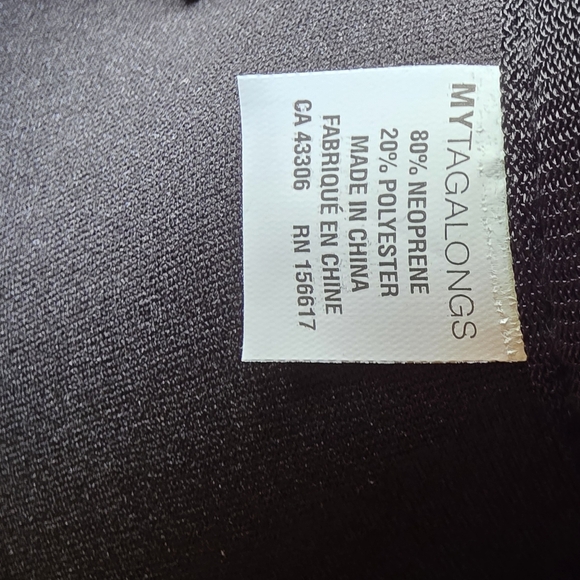 MYTAGALONGS
80% NEOPRENE
20% POLYESTER
MADE IN CHINA
FABRIQUÉ EN CHINE
CA 43306 RN 156617